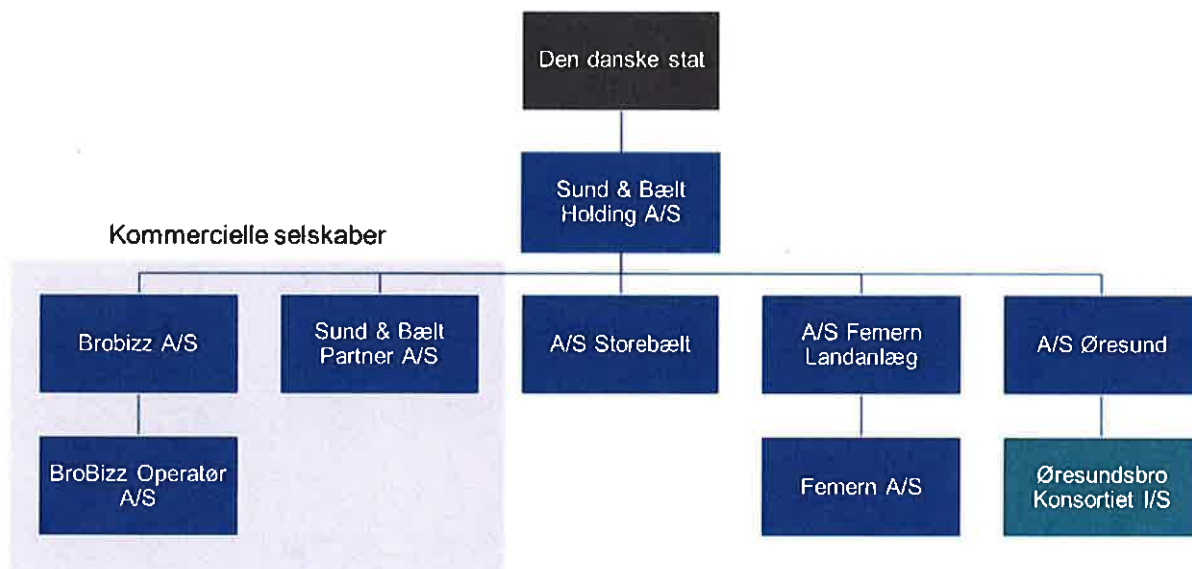 Den danske stat
Sund & Bælt
Holding A/S
Kommercielle selskaber
Brobizz A/S
Sund & Bælt
Partner A/S
A/S Storebælt
A/S Femern
Landanlæg
A/S Øresund
BroBizz Operatør
A/S
Femern A/S
Øresundsbro
Konsortiet I/S